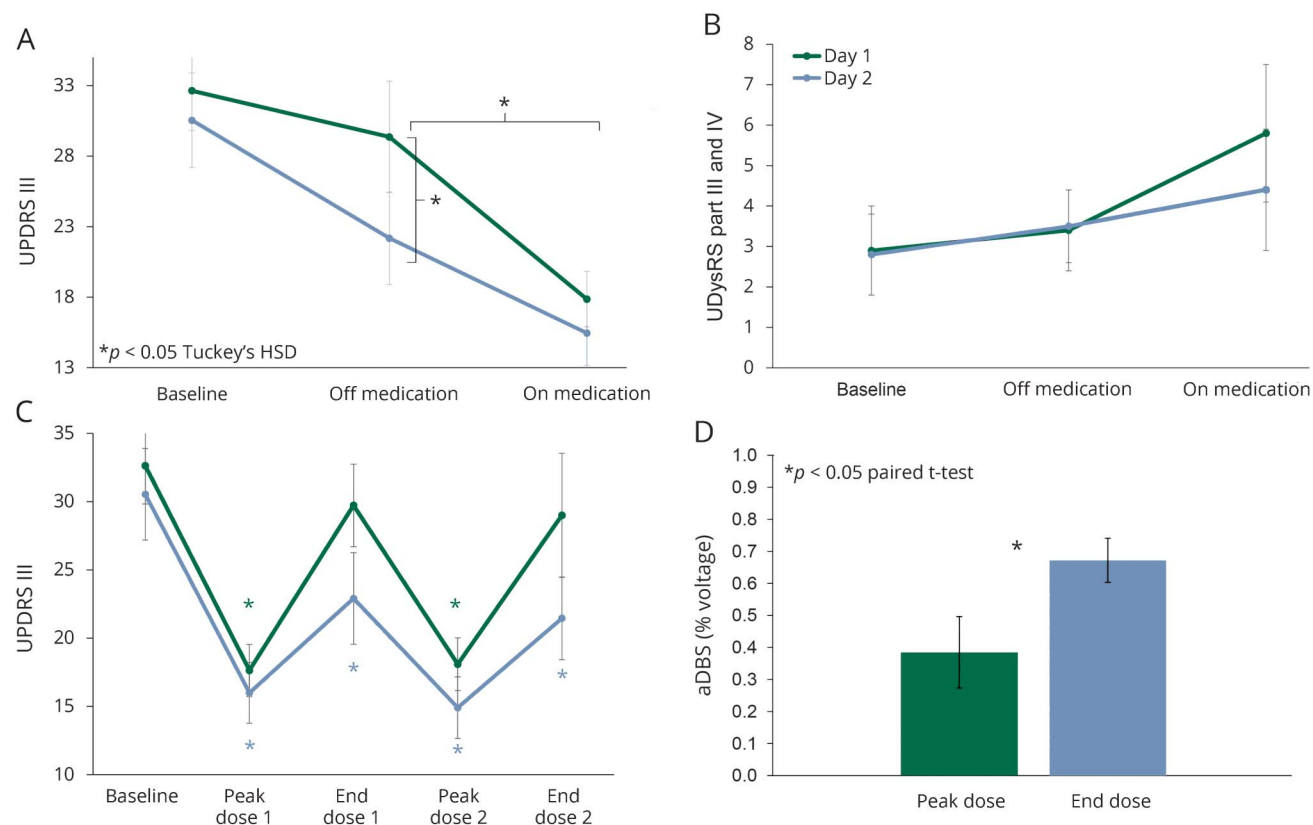 A
UPDRS III
33
28
23
18
13
*
*
*p < 0.05 Tuckey's HSD
Baseline
Off medication
On medication
B
UDysRS part III and IV
8
7
6
5
4
3
2
1
0
Day 1
Day 2
Baseline
Off medication
On medication
C
UPDRS III
35
30
25
20
15
10
*
*
*
*
*
*
Baseline
Peak
dose 1
End
dose 1
Peak
dose 2
End
dose 2
D
aDBS (% voltage)
1.0
0.9
0.8
0.7
0.6
0.5
0.4
0.3
0.2
0.1
0.0
*p < 0.05 paired t-test
*
Peak dose
End dose